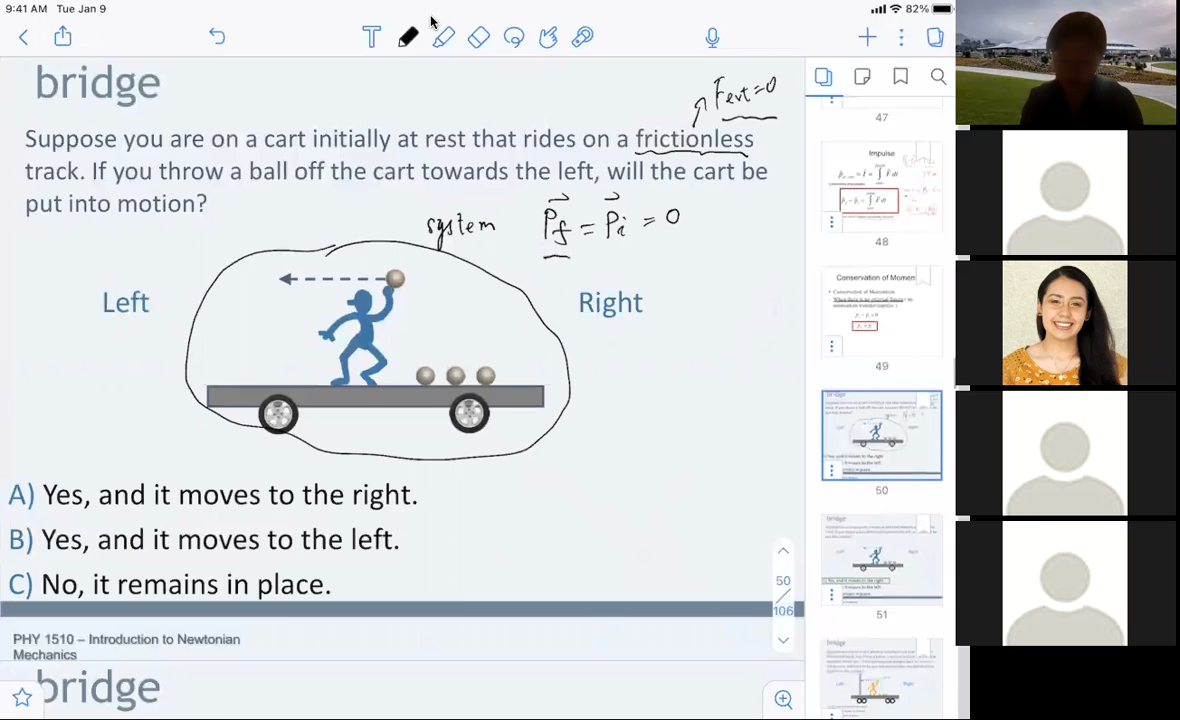 9:41 AM Tue Jan 9
82%
bridge
Fext=0
Suppose you are on a cart initially at rest that rides on a frictionless
track. If you throw a ball off the cart towards the left, will the cart be
put into motion?
system
Pf = Pi = 0
Left
Right
A) Yes, and it moves to the right.
B) Yes, and it moves to the left.
C) No, it remains in place.
50
106
PHY 1510 – Introduction to Newtonian
Mechanics
bridge
47
Impulse
48
Conservation of Momen
49
50
51